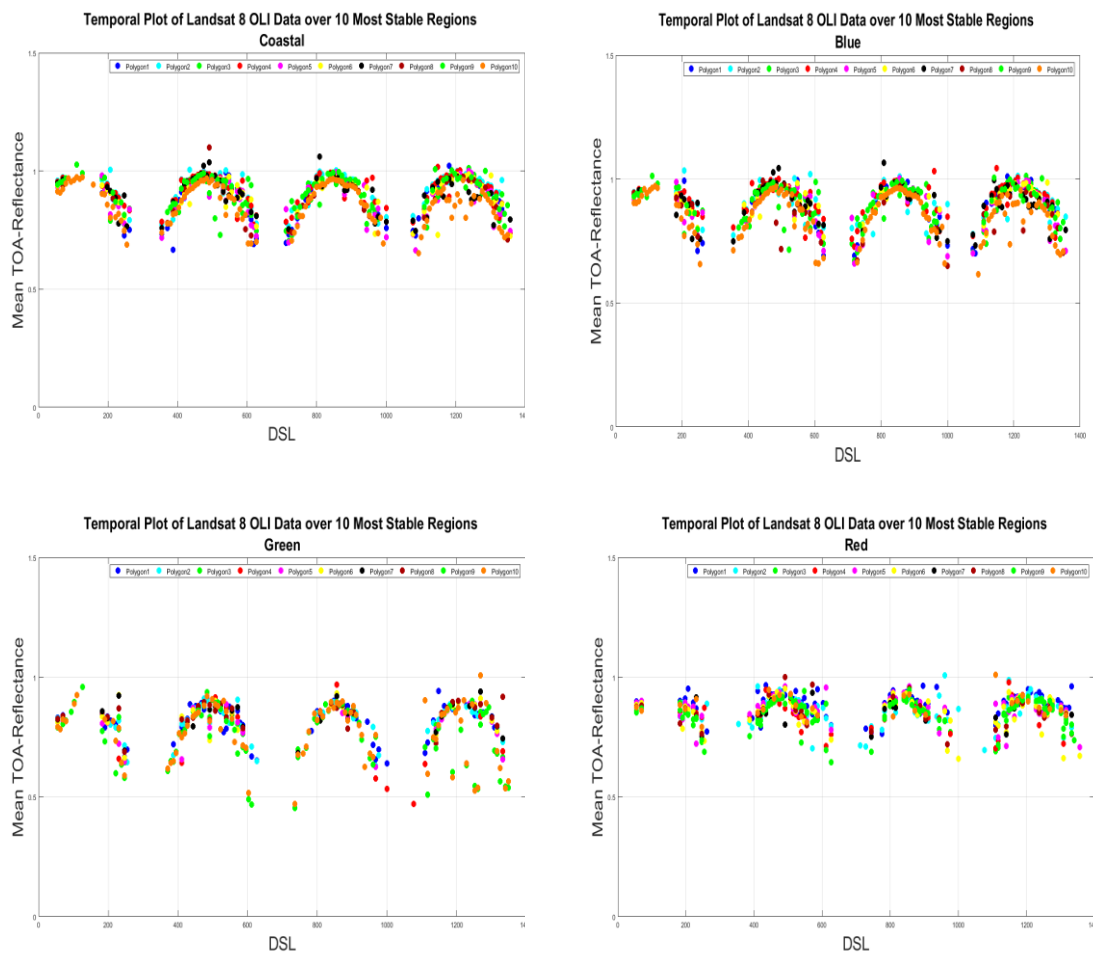 Temporal Plot of Landsat 8 OLI Data over 10 Most Stable Regions
Coastal
1.5
Polygon1 Polygon2 Polygon3 Polygon4 Polygon5 Polygon6 Polygon7 Polygon8 Polygon9 Polygon10
1
0.5
0
Mean TOA-Reflectance
0 200 400 600 800 1000 1200 14
DSL
Temporal Plot of Landsat 8 OLI Data over 10 Most Stable Regions
Blue
1.5
Polygon1 Polygon2 Polygon3 Polygon4 Polygon5 Polygon6 Polygon7 Polygon8 Polygon9 Polygon10
1
0.5
0
Mean TOA-Reflectance
0 200 400 600 800 1000 1200 1400
DSL
Temporal Plot of Landsat 8 OLI Data over 10 Most Stable Regions
Green
1.5
Polygon1 Polygon2 Polygon3 Polygon4 Polygon5 Polygon6 Polygon7 Polygon8 Polygon9 Polygon10
1
0.5
0
Mean TOA-Reflectance
0 200 400 600 800 1000 1200 14
DSL
Temporal Plot of Landsat 8 OLI Data over 10 Most Stable Regions
Red
1.5
Polygon1 Polygon2 Polygon3 Polygon4 Polygon5 Polygon6 Polygon7 Polygon8 Polygon9 Polygon10
1
0.5
0
Mean TOA-Reflectance
0 200 400 600 800 1000 1200 14
DSL